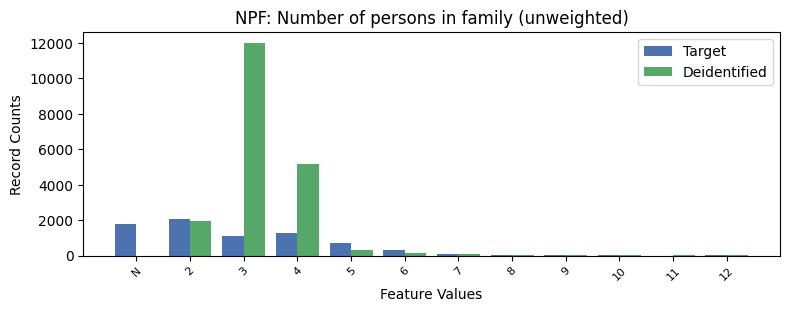 NPF: Number of persons in family (unweighted)
Target
Deidentified
Record Counts
12000
10000
8000
6000
4000
2000
0
N 2 3 4 5 6 7 8 9 10 11 12
Feature Values